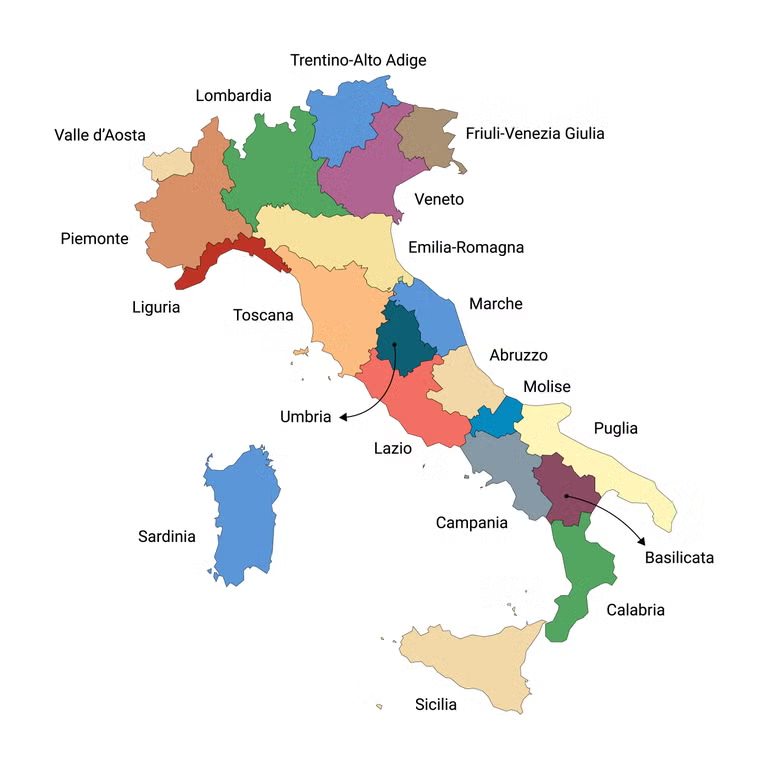 Trentino-Alto Adige
Lombardia
Valle d’Aosta
Friuli-Venezia Giulia
Veneto
Piemonte
Emilia-Romagna
Liguria
Toscana
Marche
Abruzzo
Molise
Umbria
Puglia
Lazio
Campania
Sardinia
Basilicata
Calabria
Sicilia